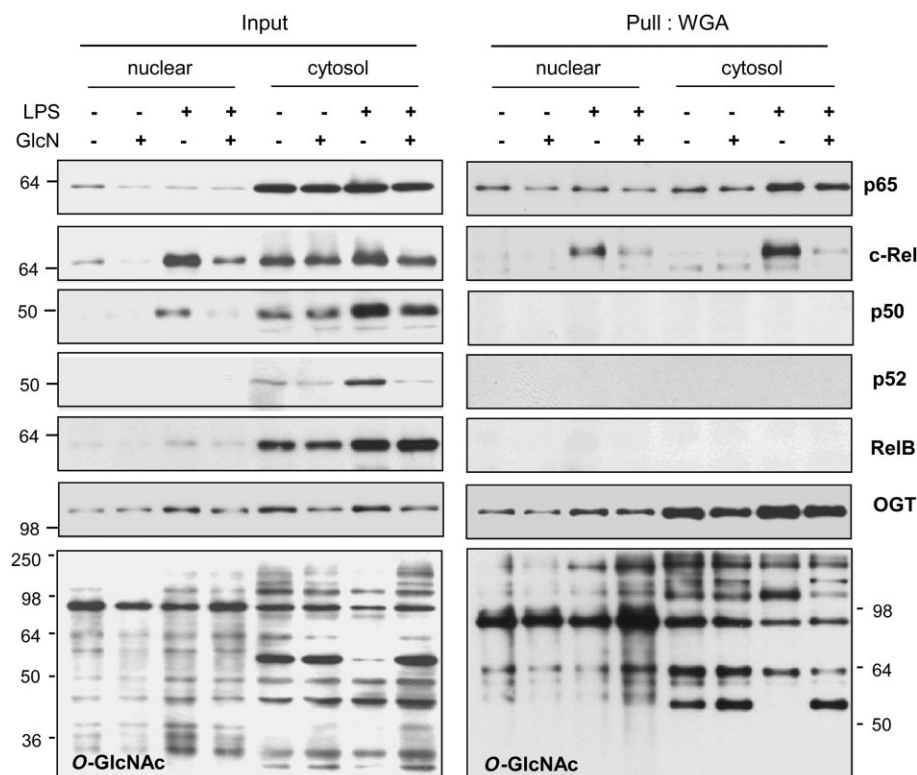 Input Pull : WGA
nuclear cytosol nuclear cytosol
LPS - - + + - - + + - - + + - - + +
GlcN - + - + - + - + - + - + - + - +
64 p65
64 c-Rel
50 p50
50 p52
64 RelB
98 OGT
250
98 98
64 64
50 50
36
O-GlcNAc O-GlcNAc